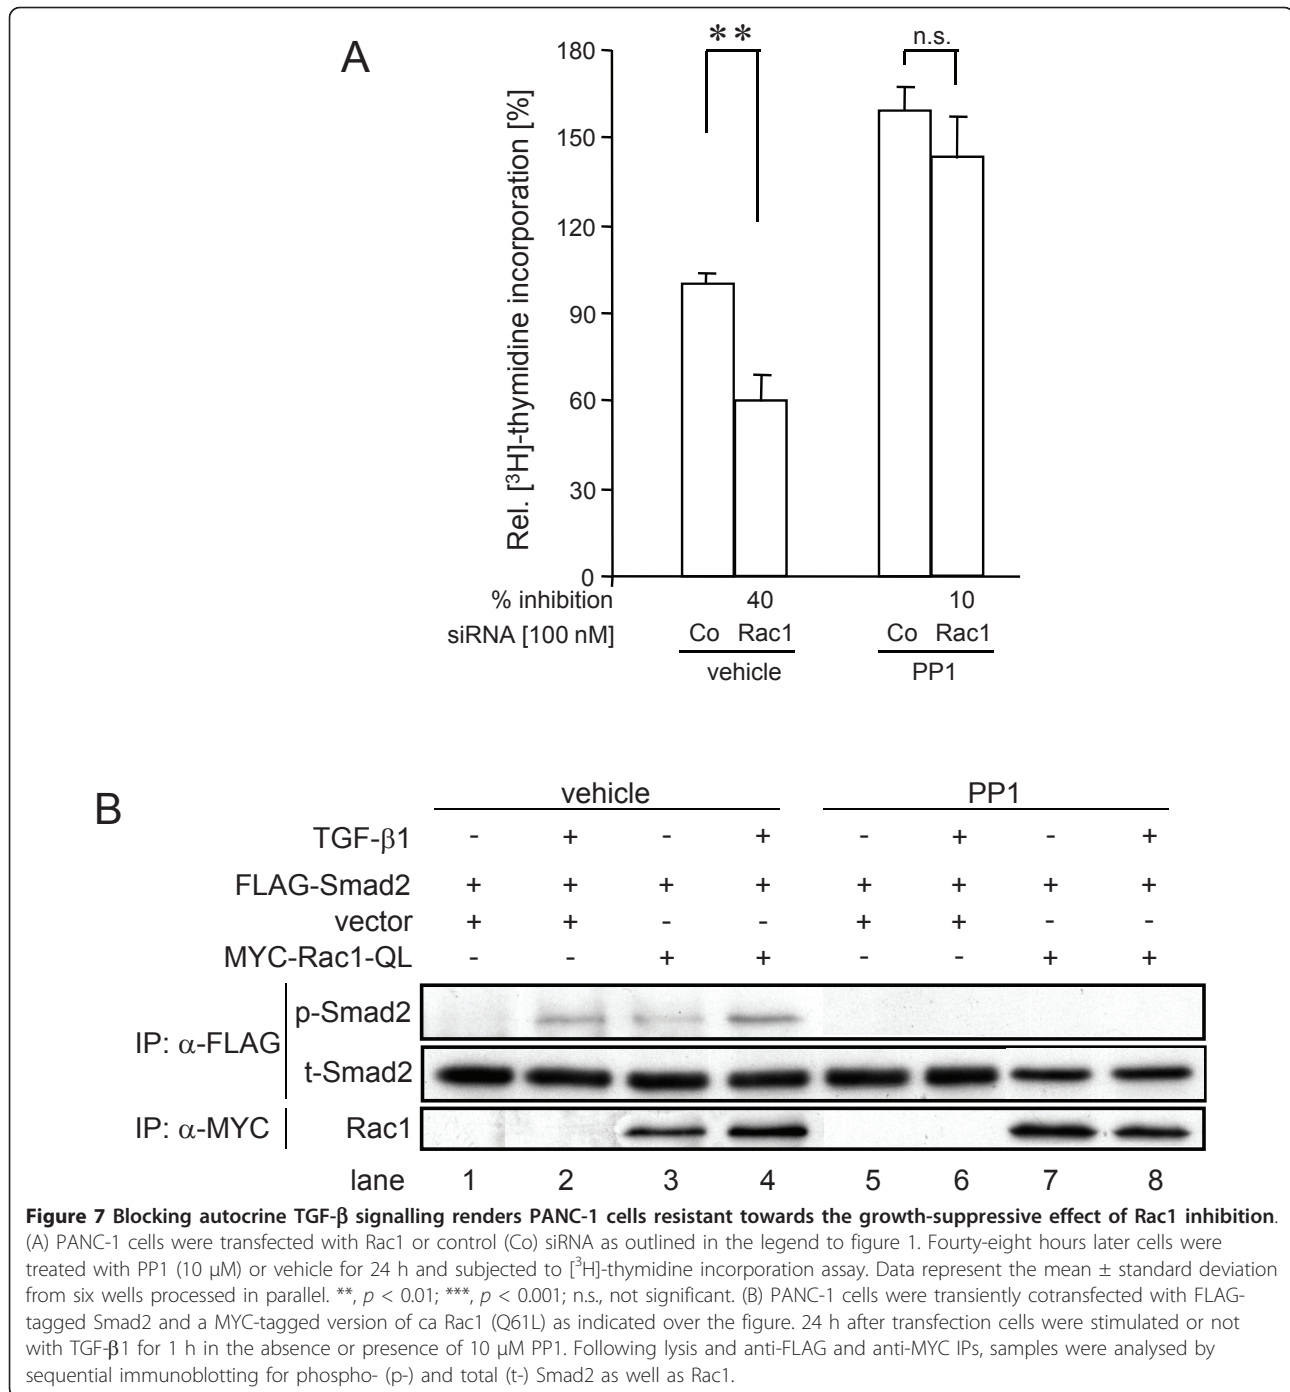 A
Rel. [³H]-thymidine incorporation [%]
180
150
120
90
60
30
0
**
n.s.
% inhibition 40 10
siRNA [100 nM] Co Rac1 Co Rac1
vehicle PP1
B
vehicle PP1
TGF-β1 - + - + - + - +
FLAG-Smad2 + + + + + + + +
vector + + - - + + - -
MYC-Rac1-QL - - + + - - + +
IP: α-FLAG
p-Smad2
t-Smad2
IP: α-MYC Rac1
lane 1 2 3 4 5 6 7 8
Figure 7 Blocking autocrine TGF-β signalling renders PANC-1 cells resistant towards the growth-suppressive effect of Rac1 inhibition.
(A) PANC-1 cells were transfected with Rac1 or control (Co) siRNA as outlined in the legend to figure 1. Fourty-eight hours later cells were
treated with PP1 (10 μM) or vehicle for 24 h and subjected to [³H]-thymidine incorporation assay. Data represent the mean ± standard deviation
from six wells processed in parallel. **, p < 0.01; ***, p < 0.001; n.s., not significant. (B) PANC-1 cells were transiently cotransfected with FLAG-
tagged Smad2 and a MYC-tagged version of ca Rac1 (Q61L) as indicated over the figure. 24 h after transfection cells were stimulated or not
with TGF-β1 for 1 h in the absence or presence of 10 μM PP1. Following lysis and anti-FLAG and anti-MYC IPs, samples were analysed by
sequential immunoblotting for phospho- (p-) and total (t-) Smad2 as well as Rac1.